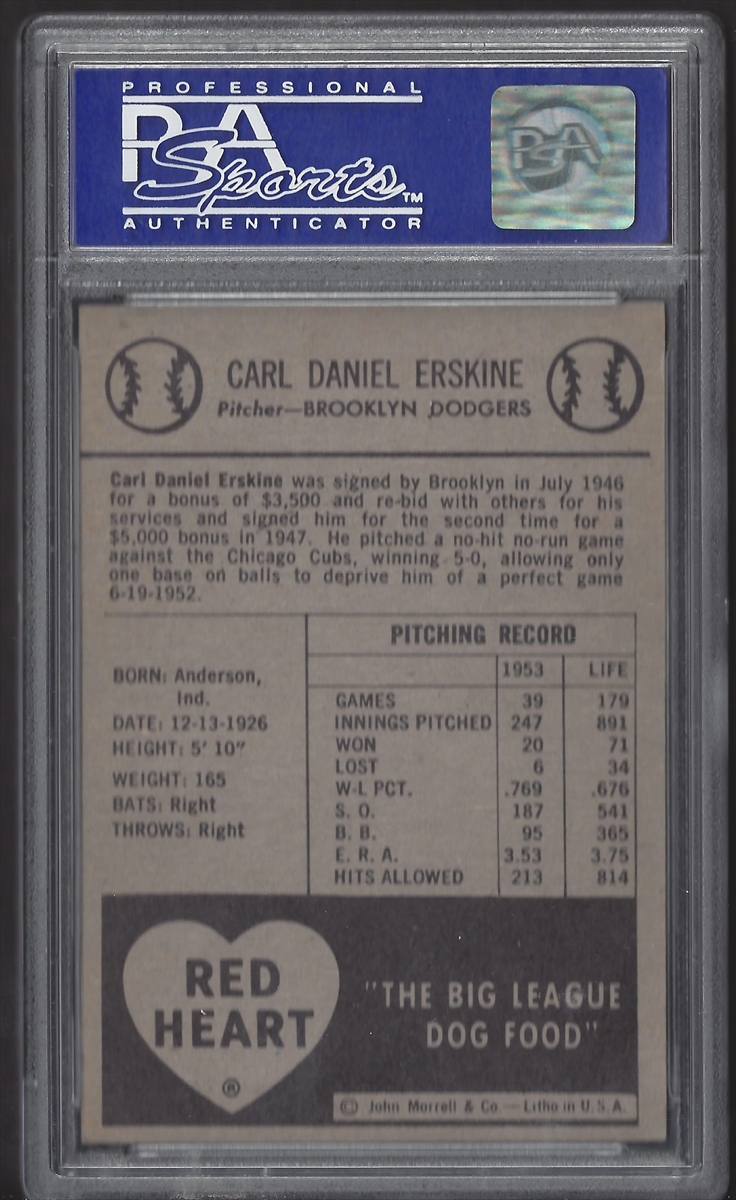 PROFESSIONAL
PSA
Sports™
AUTHENTICATOR
PSA
CARL DANIEL ERSKINE
Pitcher—BROOKLYN DODGERS
Carl Daniel Erskine was signed by Brooklyn in July 1946
for a bonus of $3,500 and re-bid with others for his
services and signed him for the second time for a
$5,000 bonus in 1947. He pitched a no-hit no-run game
against the Chicago Cubs, winning 5-0, allowing only
one base on balls to deprive him of a perfect game
6-19-1952.
BORN: Anderson,
Ind.
DATE: 12-13-1926
HEIGHT: 5' 10"
WEIGHT: 165
BATS: Right
THROWS: Right
PITCHING RECORD
1953 LIFE
GAMES 39 179
INNINGS PITCHED 247 891
WON 20 71
LOST 6 34
W-L PCT. .769 .676
S. O. 187 541
B. B. 95 365
E. R. A. 3.53 3.75
HITS ALLOWED 213 814
RED
HEART
®
"THE BIG LEAGUE
DOG FOOD"
© John Morrell & Co. — Litho in U.S.A.